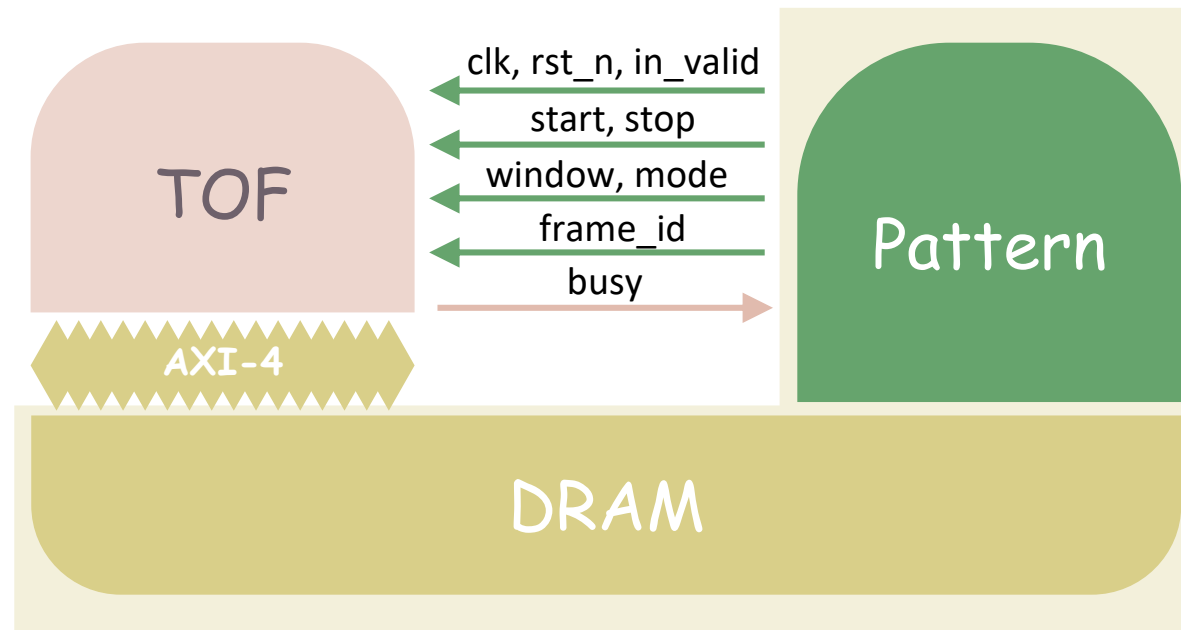 clk, rst_n, in_valid
start, stop
window, mode
frame_id
busy
TOF
Pattern
AXI-4
DRAM